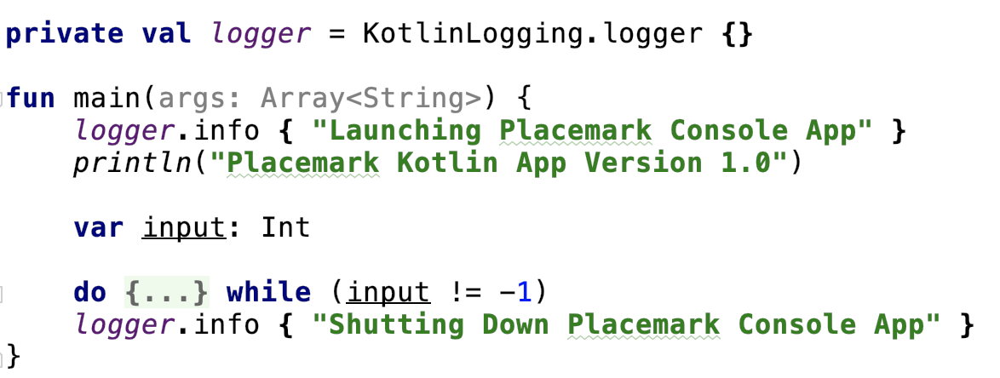 private val logger = KotlinLogging.logger {}
fun main(args: Array<String>) {
logger.info { "Launching Placemark Console App" }
println("Placemark Kotlin App Version 1.0")
var input: Int
do {...} while (input != -1)
logger.info { "Shutting Down Placemark Console App" }
}